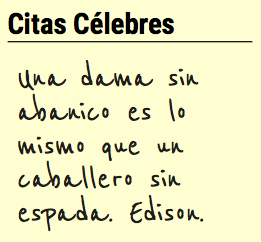 Citas Célebres
Una dama sin
abanico es lo
mismo que un
caballero sin
espada. Edison.